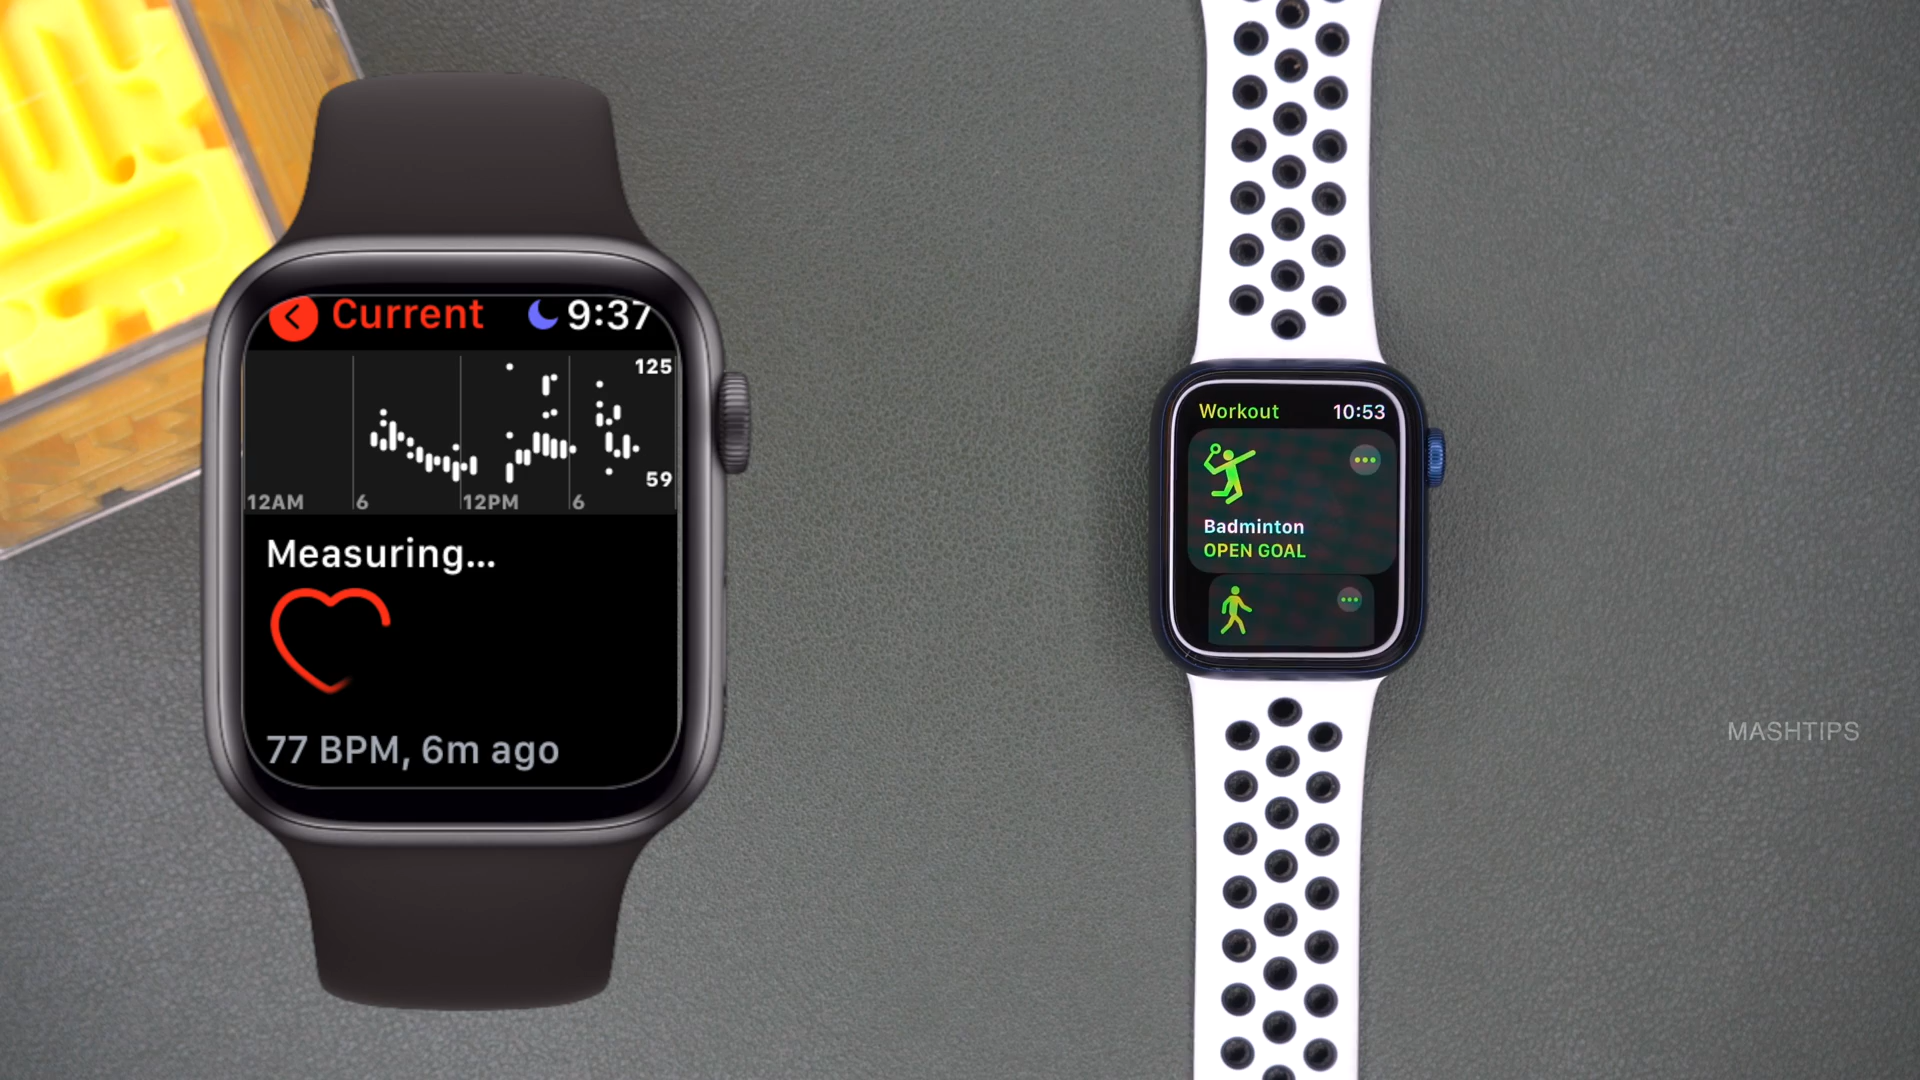 Current 9:37
125
59
12AM 6 12PM 6
Measuring...
77 BPM, 6m ago
Workout 10:53
Badminton
OPEN GOAL
MASHTIPS